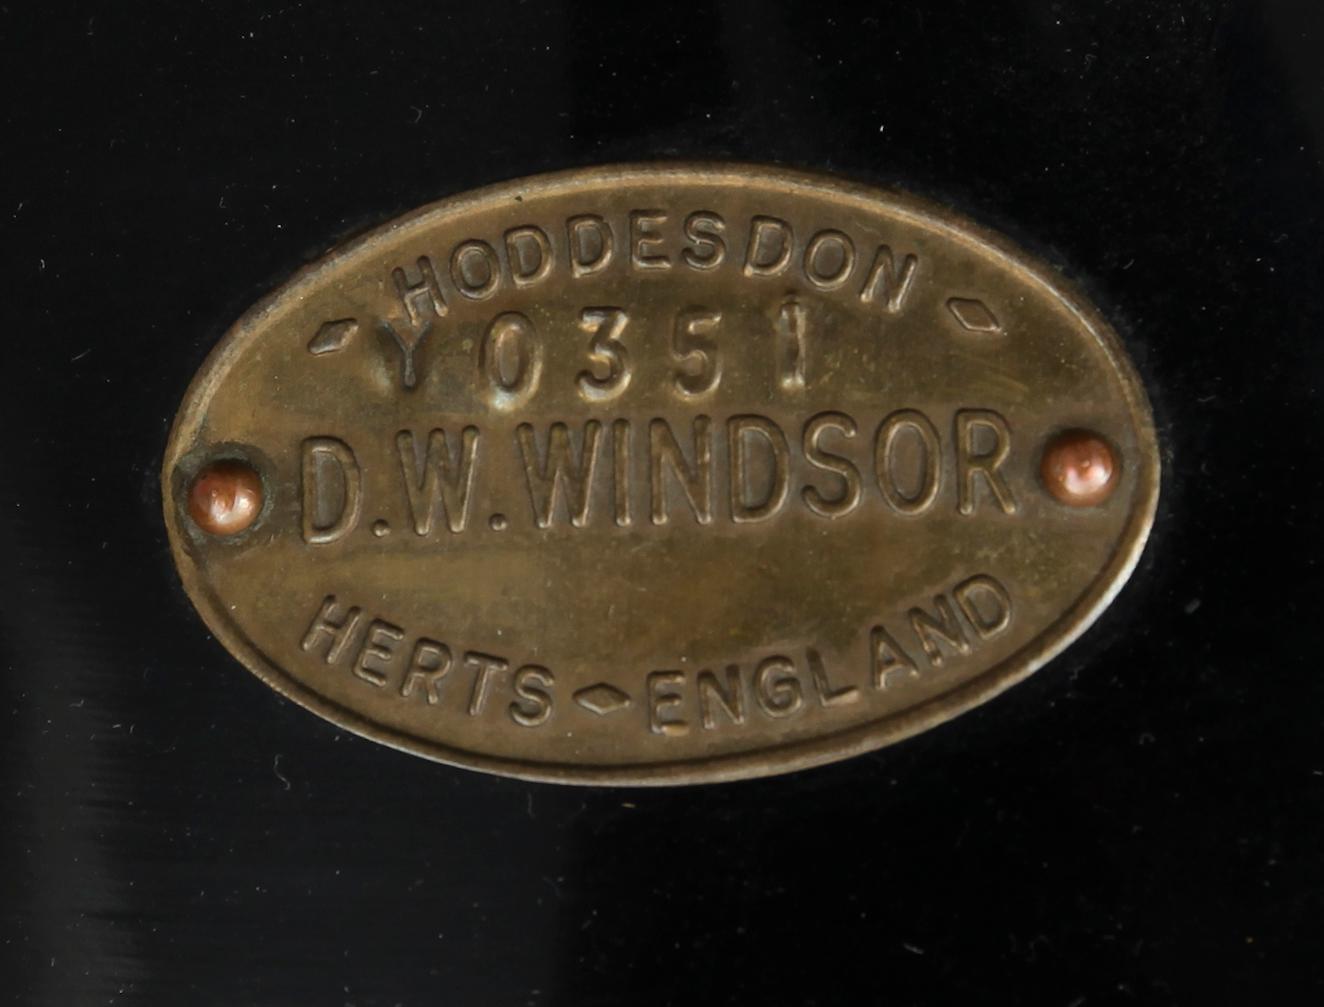 HODDESDON
Y0351
D.W.WINDSOR
HERTS ◇ ENGLAND